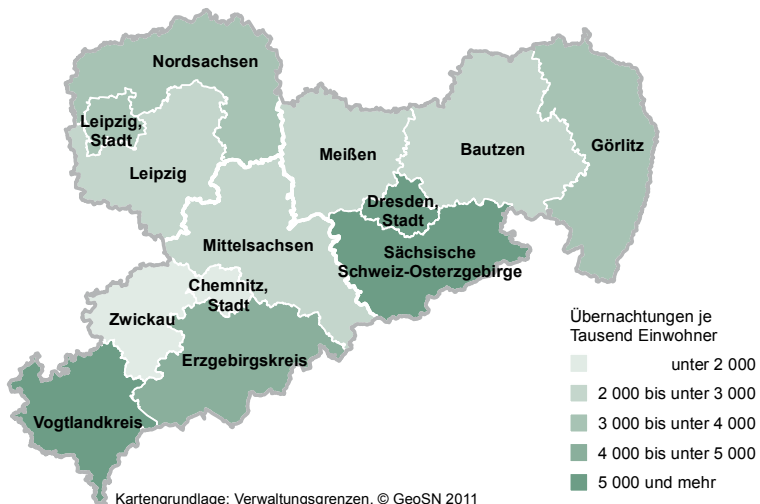 Nordsachsen
Leipzig,
Stadt
Leipzig
Meißen
Bautzen
Görlitz
Dresden,
Stadt
Mittelsachsen
Sächsische
Schweiz-Osterzgebirge
Chemnitz,
Stadt
Zwickau
Erzgebirgskreis
Vogtlandkreis
Übernachtungen je
Tausend Einwohner
unter 2 000
2 000 bis unter 3 000
3 000 bis unter 4 000
4 000 bis unter 5 000
5 000 und mehr
Kartengrundlage: Verwaltungsgrenzen, © GeoSN 2011